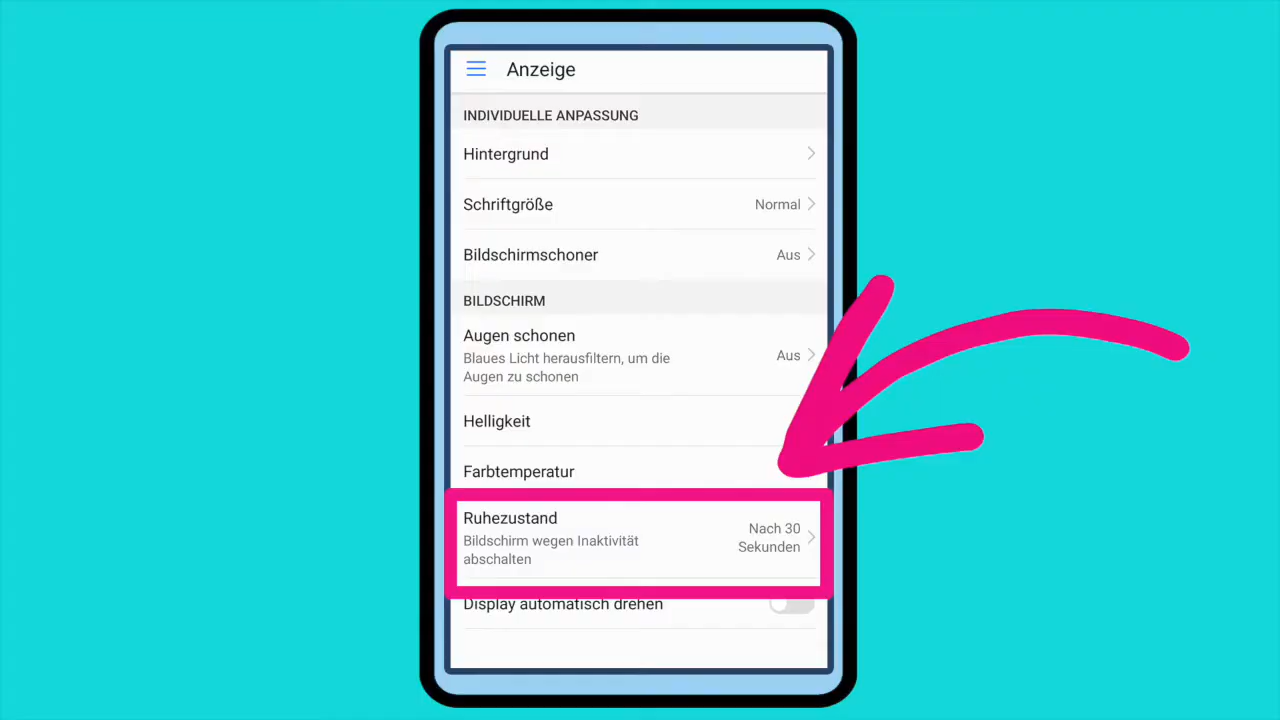 Anzeige
INDIVIDUELLE ANPASSUNG
Hintergrund
Schriftgröße Normal
Bildschirmschoner Aus
BILDSCHIRM
Augen schonen
Blaues Licht herausfiltern, um die
Augen zu schonen
Aus
Helligkeit
Farbtemperatur
Ruhezustand
Bildschirm wegen Inaktivität
abschalten
Nach 30
Sekunden
Display automatisch drehen